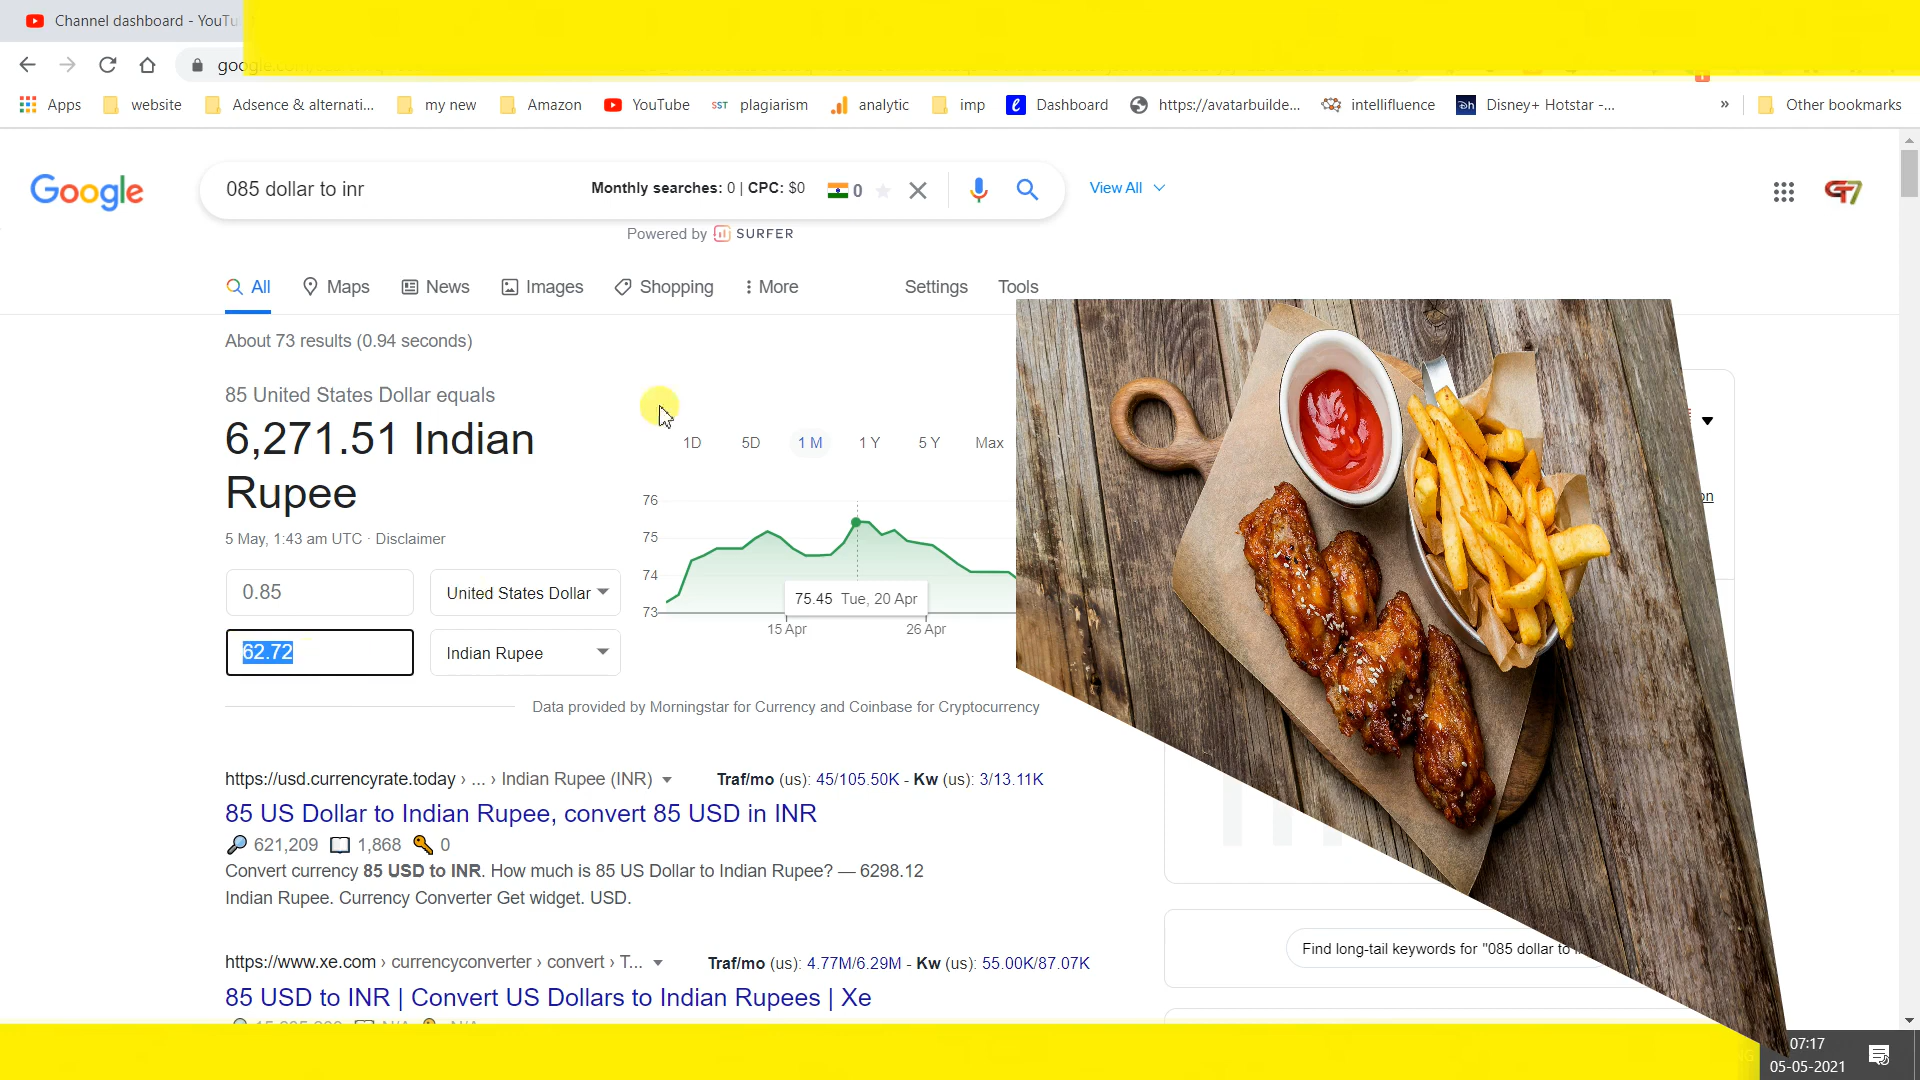 Channel dashboard - YouTu
google.com
Apps website Adsence & alternati... my new Amazon YouTube SST plagiarism analytic imp Dashboard https://avatarbuilde... intellifluence Disney+ Hotstar -... » Other bookmarks
Google 085 dollar to inr Monthly searches: 0 | CPC: $0 0 View All
GT7
Powered by SURFER
All Maps News Images Shopping More Settings Tools
About 73 results (0.94 seconds)
85 United States Dollar equals
6,271.51 Indian
Rupee
5 May, 1:43 am UTC · Disclaimer
0.85 United States Dollar
62.72 Indian Rupee
1D 5D 1M 1Y 5Y Max
76
75
74
73
75.45 Tue, 20 Apr
15 Apr 26 Apr
on
Data provided by Morningstar for Currency and Coinbase for Cryptocurrency
https://usd.currencyrate.today › ... › Indian Rupee (INR) Traf/mo (us): 45/105.50K - Kw (us): 3/13.11K
85 US Dollar to Indian Rupee, convert 85 USD in INR
621,209 1,868 0
Convert currency 85 USD to INR. How much is 85 US Dollar to Indian Rupee? — 6298.12
Indian Rupee. Currency Converter Get widget. USD.
https://www.xe.com › currencyconverter › convert › T... Traf/mo (us): 4.77M/6.29M - Kw (us): 55.00K/87.07K
85 USD to INR | Convert US Dollars to Indian Rupees | Xe
Find long-tail keywords for "085 dollar to
07:17
05-05-2021